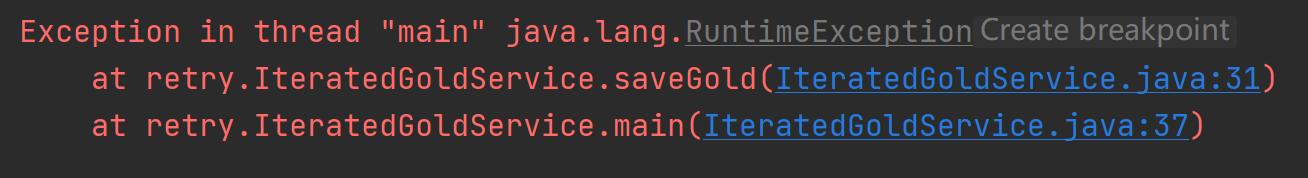 Exception in thread "main" java.lang.RuntimeException Create breakpoint
at retry.IteratedGoldService.saveGold(IteratedGoldService.java:31)
at retry.IteratedGoldService.main(IteratedGoldService.java:37)